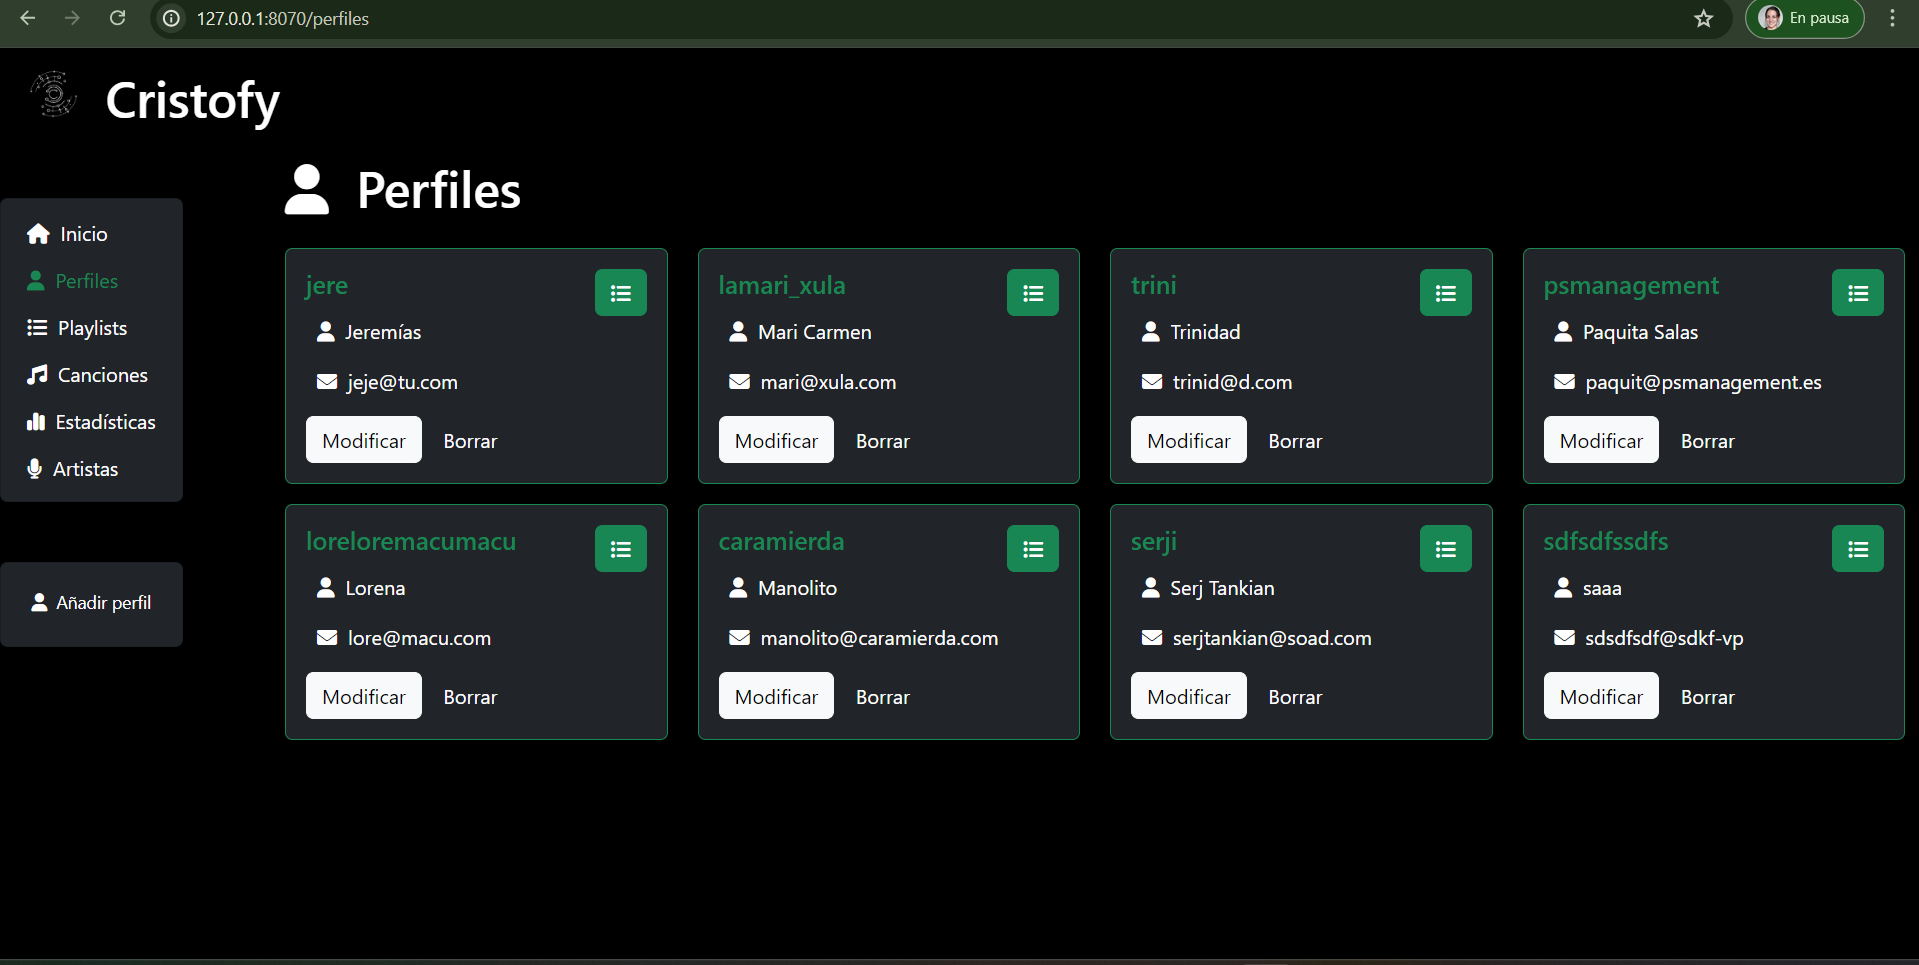 127.0.0.1:8070/perfiles
En pausa
Cristofy
Perfiles
Inicio
Perfiles
Playlists
Canciones
Estadísticas
Artistas
Añadir perfil
jere
Jeremías
jeje@tu.com
Modificar Borrar
lamari_xula
Mari Carmen
mari@xula.com
Modificar Borrar
trini
Trinidad
trinid@d.com
Modificar Borrar
psmanagement
Paquita Salas
paquit@psmanagement.es
Modificar Borrar
loreloremacumacu
Lorena
lore@macu.com
Modificar Borrar
caramierda
Manolito
manolito@caramierda.com
Modificar Borrar
serji
Serj Tankian
serjtankian@soad.com
Modificar Borrar
sdfsdfssdfs
saaa
sdsdfsdf@sdkf-vp
Modificar Borrar